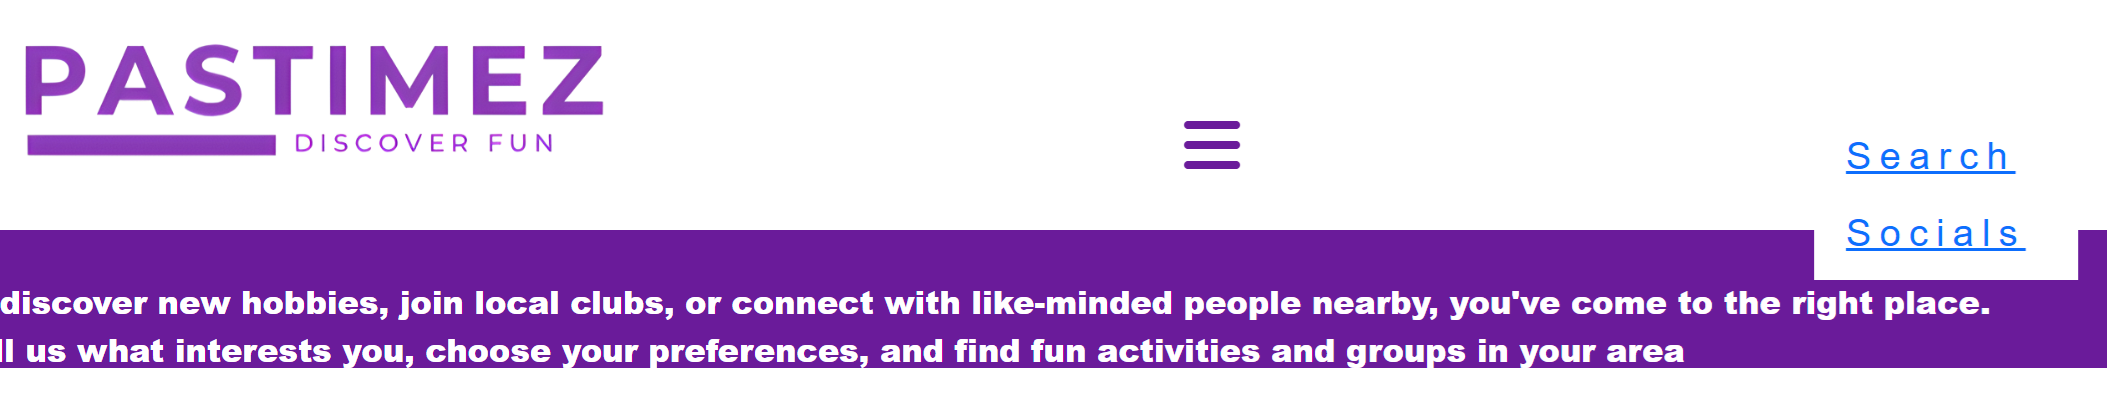 PASTIMEZ
DISCOVER FUN
Search
Socials
discover new hobbies, join local clubs, or connect with like-minded people nearby, you've come to the right place.
us what interests you, choose your preferences, and find fun activities and groups in your area